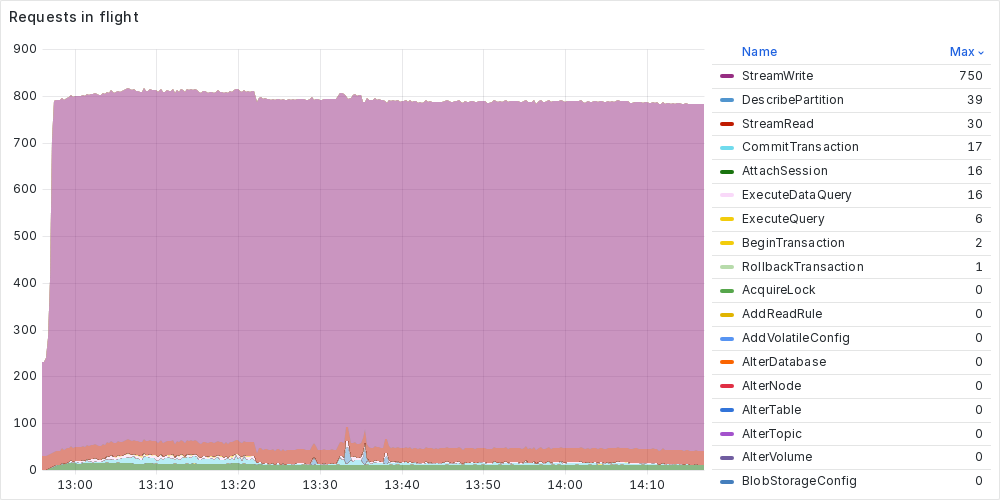 Requests in flight
900
800
700
600
500
400
300
200
100
0
13:00 13:10 13:20 13:30 13:40 13:50 14:00 14:10
Name Max
StreamWrite 750
DescribePartition 39
StreamRead 30
CommitTransaction 17
AttachSession 16
ExecuteDataQuery 16
ExecuteQuery 6
BeginTransaction 2
RollbackTransaction 1
AcquireLock 0
AddReadRule 0
AddVolatileConfig 0
AlterDatabase 0
AlterNode 0
AlterTable 0
AlterTopic 0
AlterVolume 0
BlobStorageConfig 0